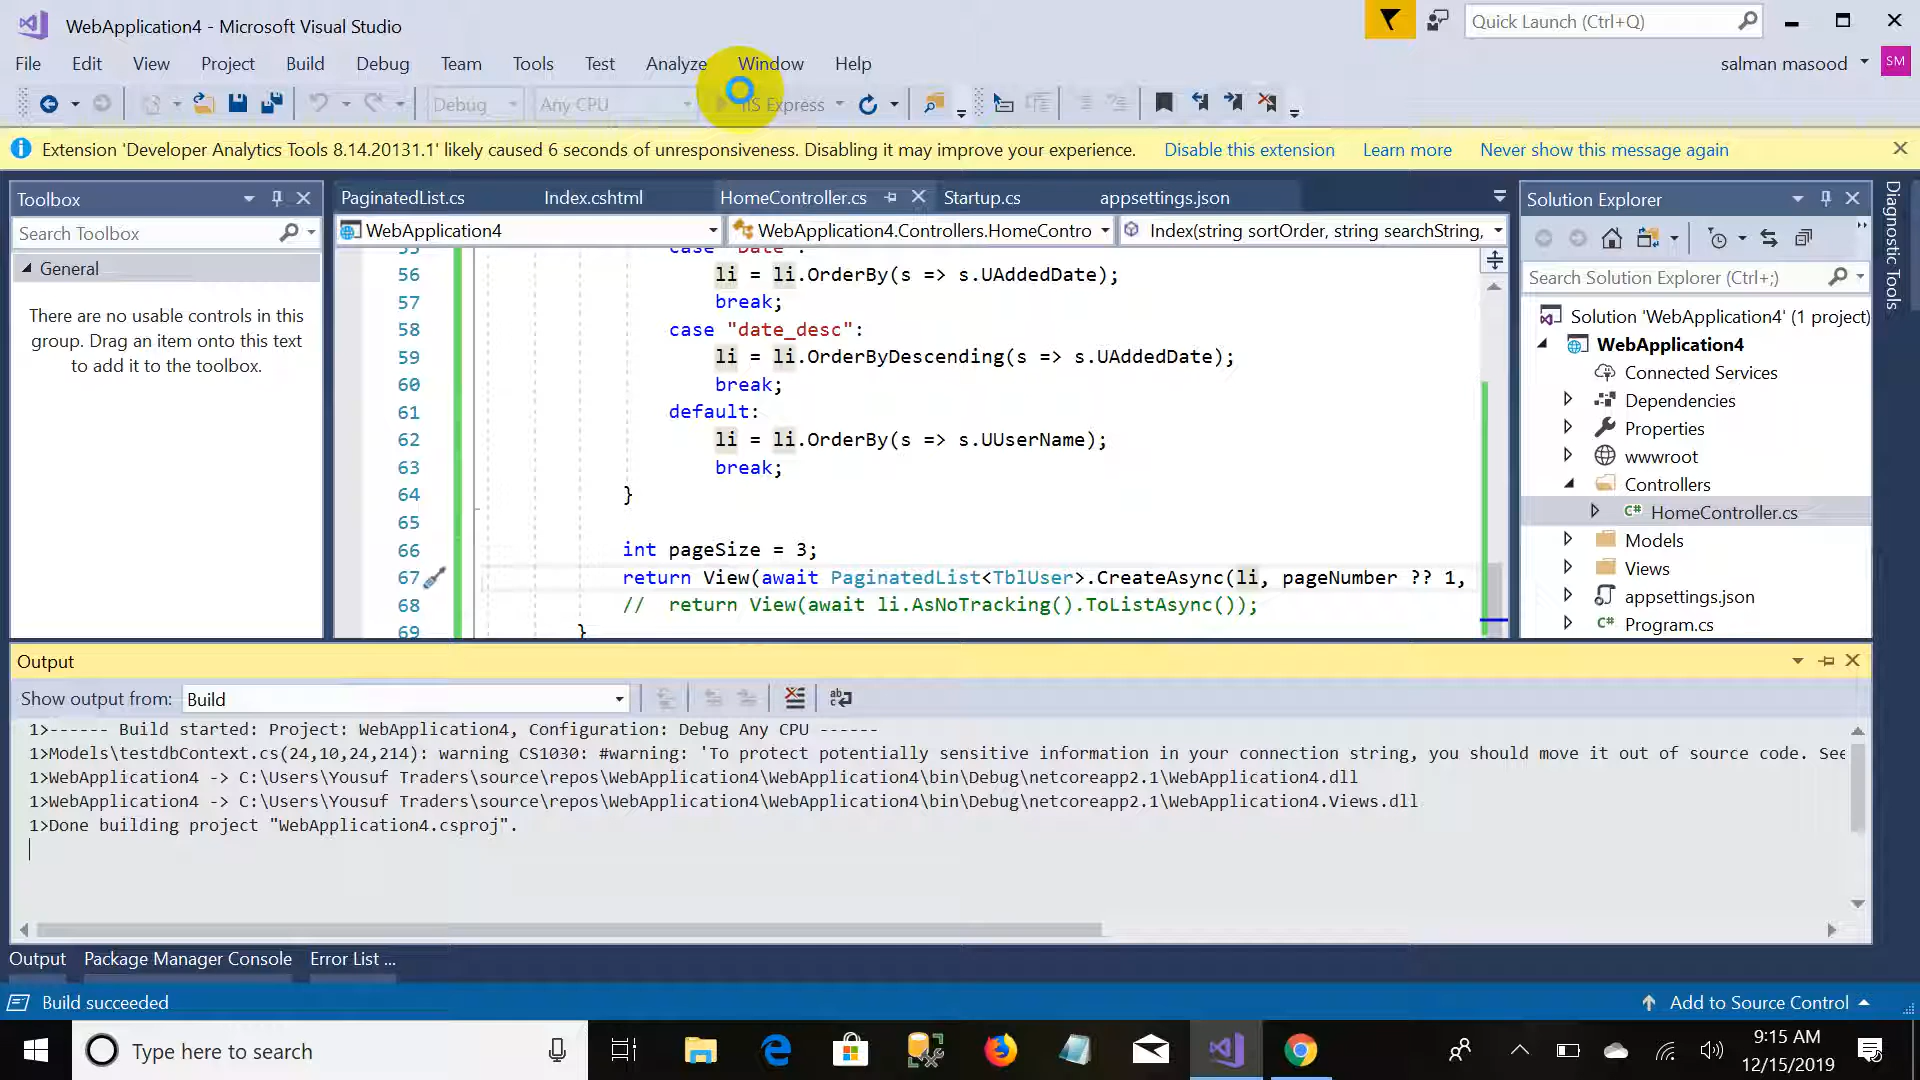 WebApplication4 - Microsoft Visual Studio
Quick Launch (Ctrl+Q)
File Edit View Project Build Debug Team Tools Test Analyze Window Help
salman masood SM
Debug Any CPU IIS Express
Extension 'Developer Analytics Tools 8.14.20131.1' likely caused 6 seconds of unresponsiveness. Disabling it may improve your experience. Disable this extension Learn more Never show this message again
Toolbox
Search Toolbox
General
There are no usable controls in this
group. Drag an item onto this text
to add it to the toolbox.
PaginatedList.cs Index.cshtml HomeController.cs Startup.cs appsettings.json
WebApplication4 WebApplication4.Controllers.HomeContro Index(string sortOrder, string searchString,
55 case "Date":
56 li = li.OrderBy(s => s.UAddedDate);
57 break;
58 case "date_desc":
59 li = li.OrderByDescending(s => s.UAddedDate);
60 break;
61 default:
62 li = li.OrderBy(s => s.UUserName);
63 break;
64 }
65
66 int pageSize = 3;
67 return View(await PaginatedList<TblUser>.CreateAsync(li, pageNumber ?? 1,
68 // return View(await li.AsNoTracking().ToListAsync());
69 }
Solution Explorer
Search Solution Explorer (Ctrl+;)
Solution 'WebApplication4' (1 project)
WebApplication4
Connected Services
Dependencies
Properties
wwwroot
Controllers
C# HomeController.cs
Models
Views
appsettings.json
C# Program.cs
Diagnostic Tools
Output
Show output from: Build
1>------ Build started: Project: WebApplication4, Configuration: Debug Any CPU ------
1>Models\testdbContext.cs(24,10,24,214): warning CS1030: #warning: 'To protect potentially sensitive information in your connection string, you should move it out of source code. See
1>WebApplication4 -> C:\Users\Yousuf Traders\source\repos\WebApplication4\WebApplication4\bin\Debug\netcoreapp2.1\WebApplication4.dll
1>WebApplication4 -> C:\Users\Yousuf Traders\source\repos\WebApplication4\WebApplication4\bin\Debug\netcoreapp2.1\WebApplication4.Views.dll
1>Done building project "WebApplication4.csproj".
Output Package Manager Console Error List ...
Build succeeded
Add to Source Control
Type here to search
9:15 AM
12/15/2019